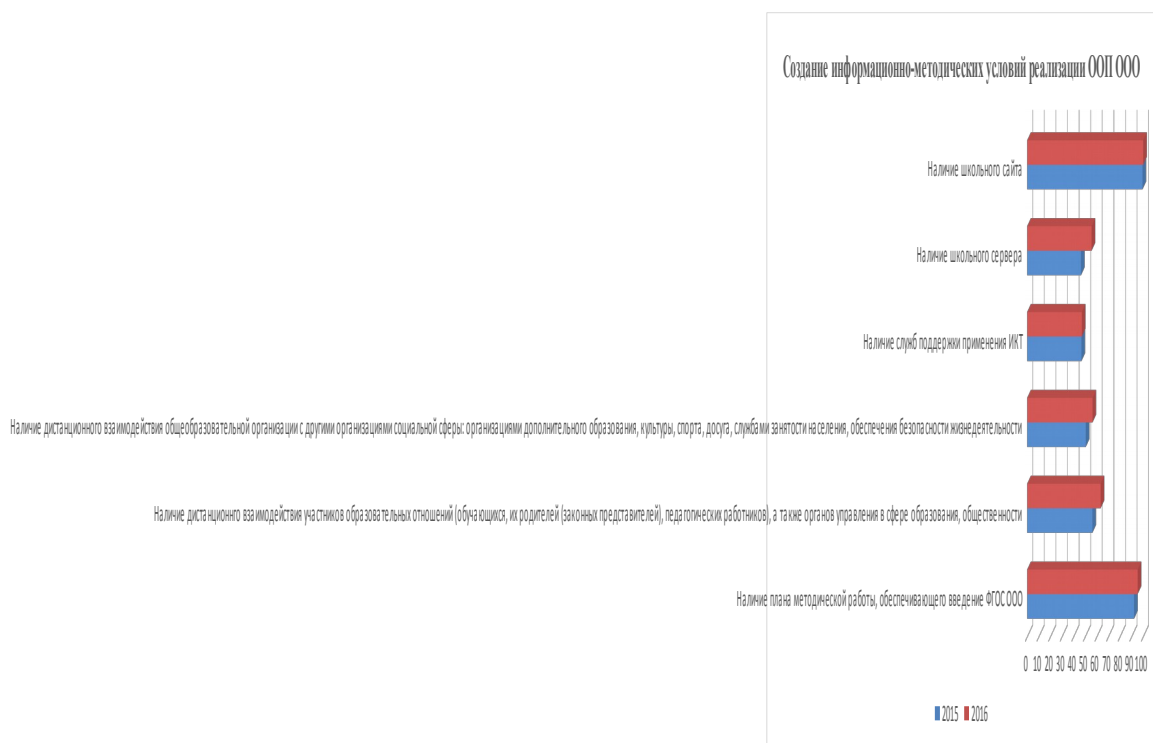 Создание информационно-методических условий реализации ООП ООО
Наличие школьного сайта
Наличие школьного сервера
Наличие служб поддержки применения ИКТ
Наличие дистанционного взаимодействия общеобразовательной организации с другими организациями социальной сферы: организациями дополнительного образования, культуры, спорта, досуга, службами занятости населения, обеспечения безопасности жизнедеятельности
Наличие дистанционнго взаимодействия участников образовательных отношений (обучающихся, их родителей (законных представителей), педагогических работников), а также органов управления в сфере образования, общественности
Наличие плана методической работы, обеспечивающего введение ФГОС ООО
0 10 20 30 40 50 60 70 80 90 100
2015 2016